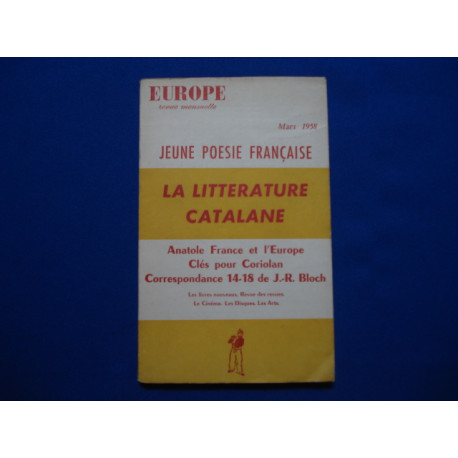 EUROPE
revue mensuelle
Mars 1958
JEUNE POESIE FRANÇAISE
LA LITTERATURE
CATALANE
Anatole France et l'Europe
Clés pour Coriolan
Correspondance 14-18 de J.-R. Bloch
Les livres nouveaux. Revue des revues.
Le Cinéma. Les Disques. Les Arts.